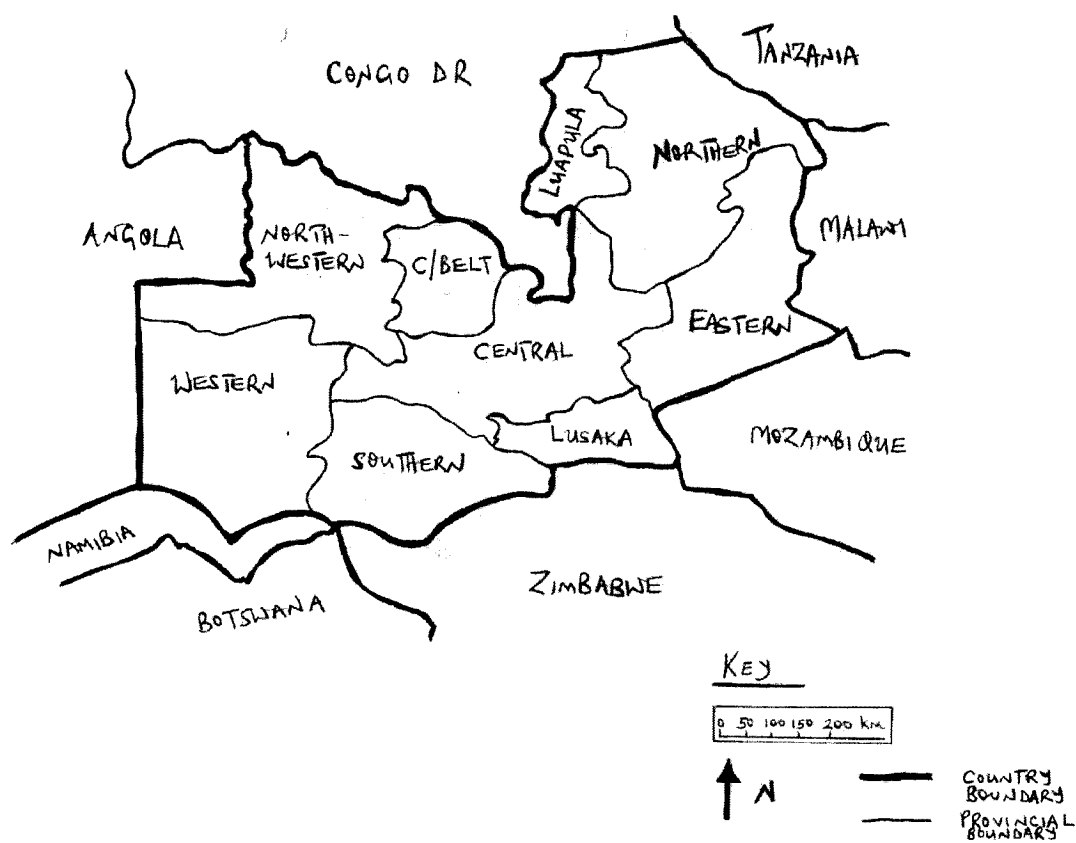 CONGO DR
TANZANIA
LUAPULA
NORTHERN
ANGOLA
NORTH-
WESTERN
C/BELT
MALAWI
EASTERN
CENTRAL
WESTERN
LUSAKA
MOZAMBIQUE
SOUTHERN
NAMIBIA
ZIMBABWE
BOTSWANA
KEY
0 50 100 150 200 km
N
COUNTRY
BOUNDARY
PROVINCIAL
BOUNDARY